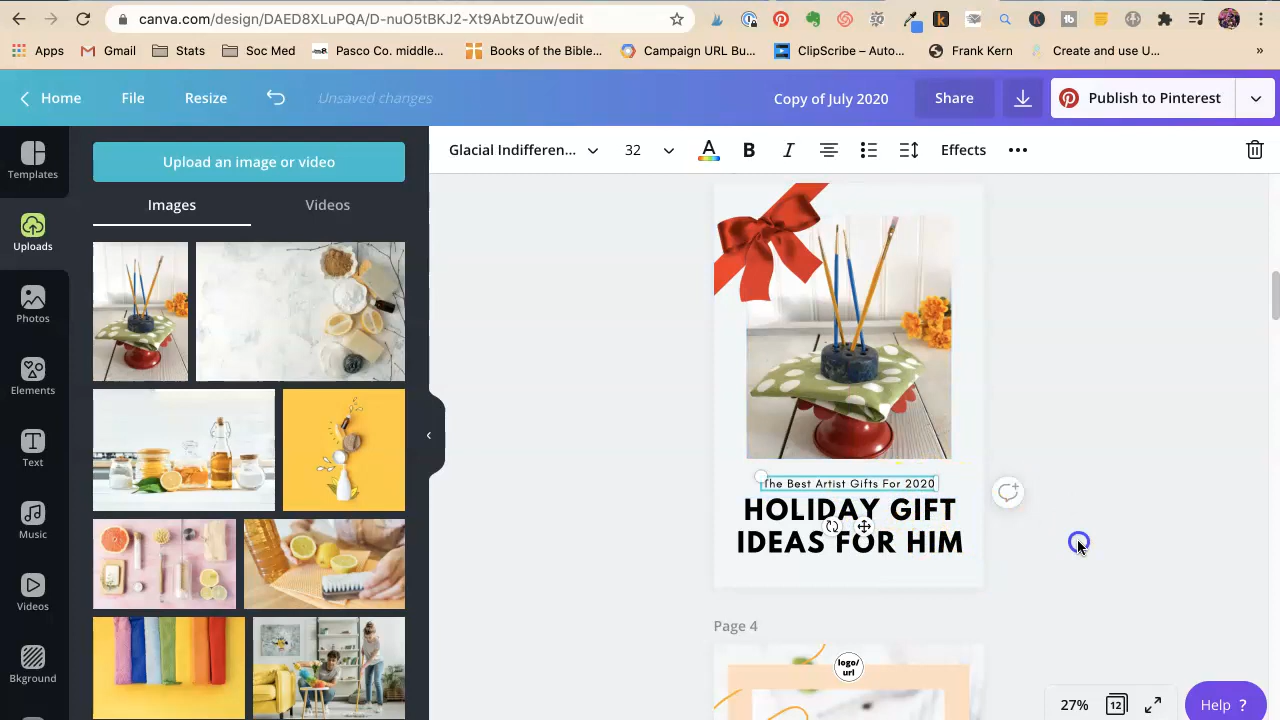 canva.com/design/DAED8XLuPQA/D-nuO5tBKJ2-Xt9AbtZOuw/edit
Apps
Gmail
Stats
Soc Med
Pasco Co. middle...
Books of the Bible...
Campaign URL Bu...
ClipScribe – Auto...
Frank Kern
Create and use U...
»
Home
File
Resize
Unsaved changes
Copy of July 2020
Share
Publish to Pinterest
Templates
Uploads
Photos
Elements
Text
Music
Videos
Bkground
Upload an image or video
Images
Videos
Glacial Indifferen...
32
A
B
I
Effects
The Best Artist Gifts For 2020
HOLIDAY GIFT
IDEAS FOR HIM
Page 4
logo/
url
27%
12
Help ?